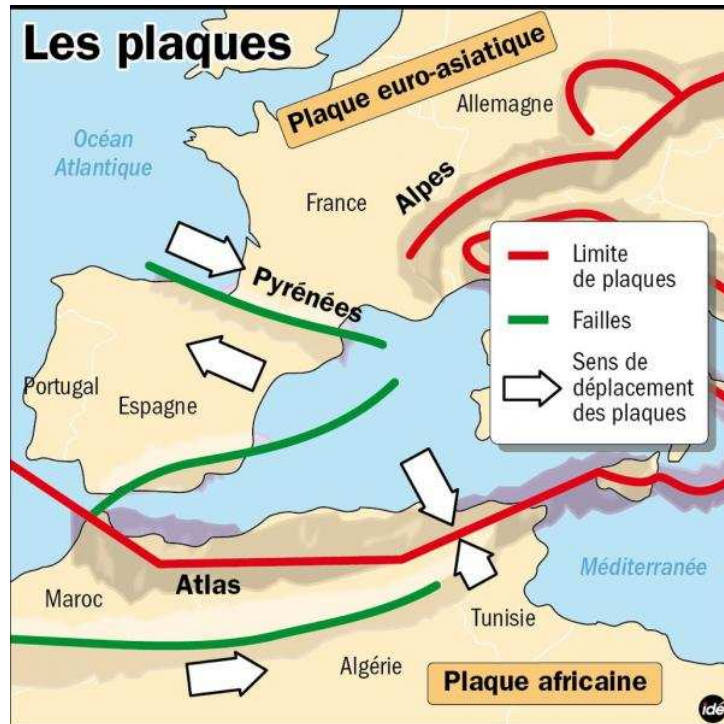 Les plaques
Plaque euro-asiatique
Allemagne
Océan
Atlantique
France
Alpes
Pyrénées
Limite
de plaques
Failles
Sens de
déplacement
des plaques
Portugal
Espagne
Atlas
Maroc
Méditerranée
Tunisie
Algérie
Plaque africaine
idé